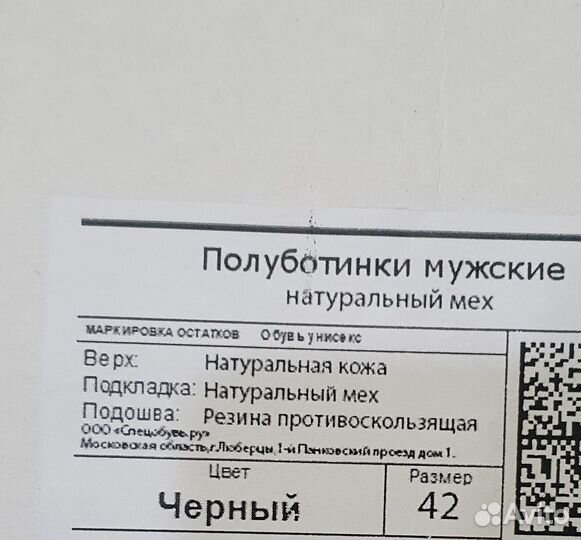 Полуботинки мужские
натуральный мех
МАРКИРОВКА ОСТАТКОВ Обувь унисекс
Верх: Натуральная кожа
Подкладка: Натуральный мех
Подошва: Резина противоскользящая
ООО «Спецобувь.ру»
Московская область,г.Люберцы,1-й Панковский проезд дом 1.
Цвет Размер
Черный 42
Avito